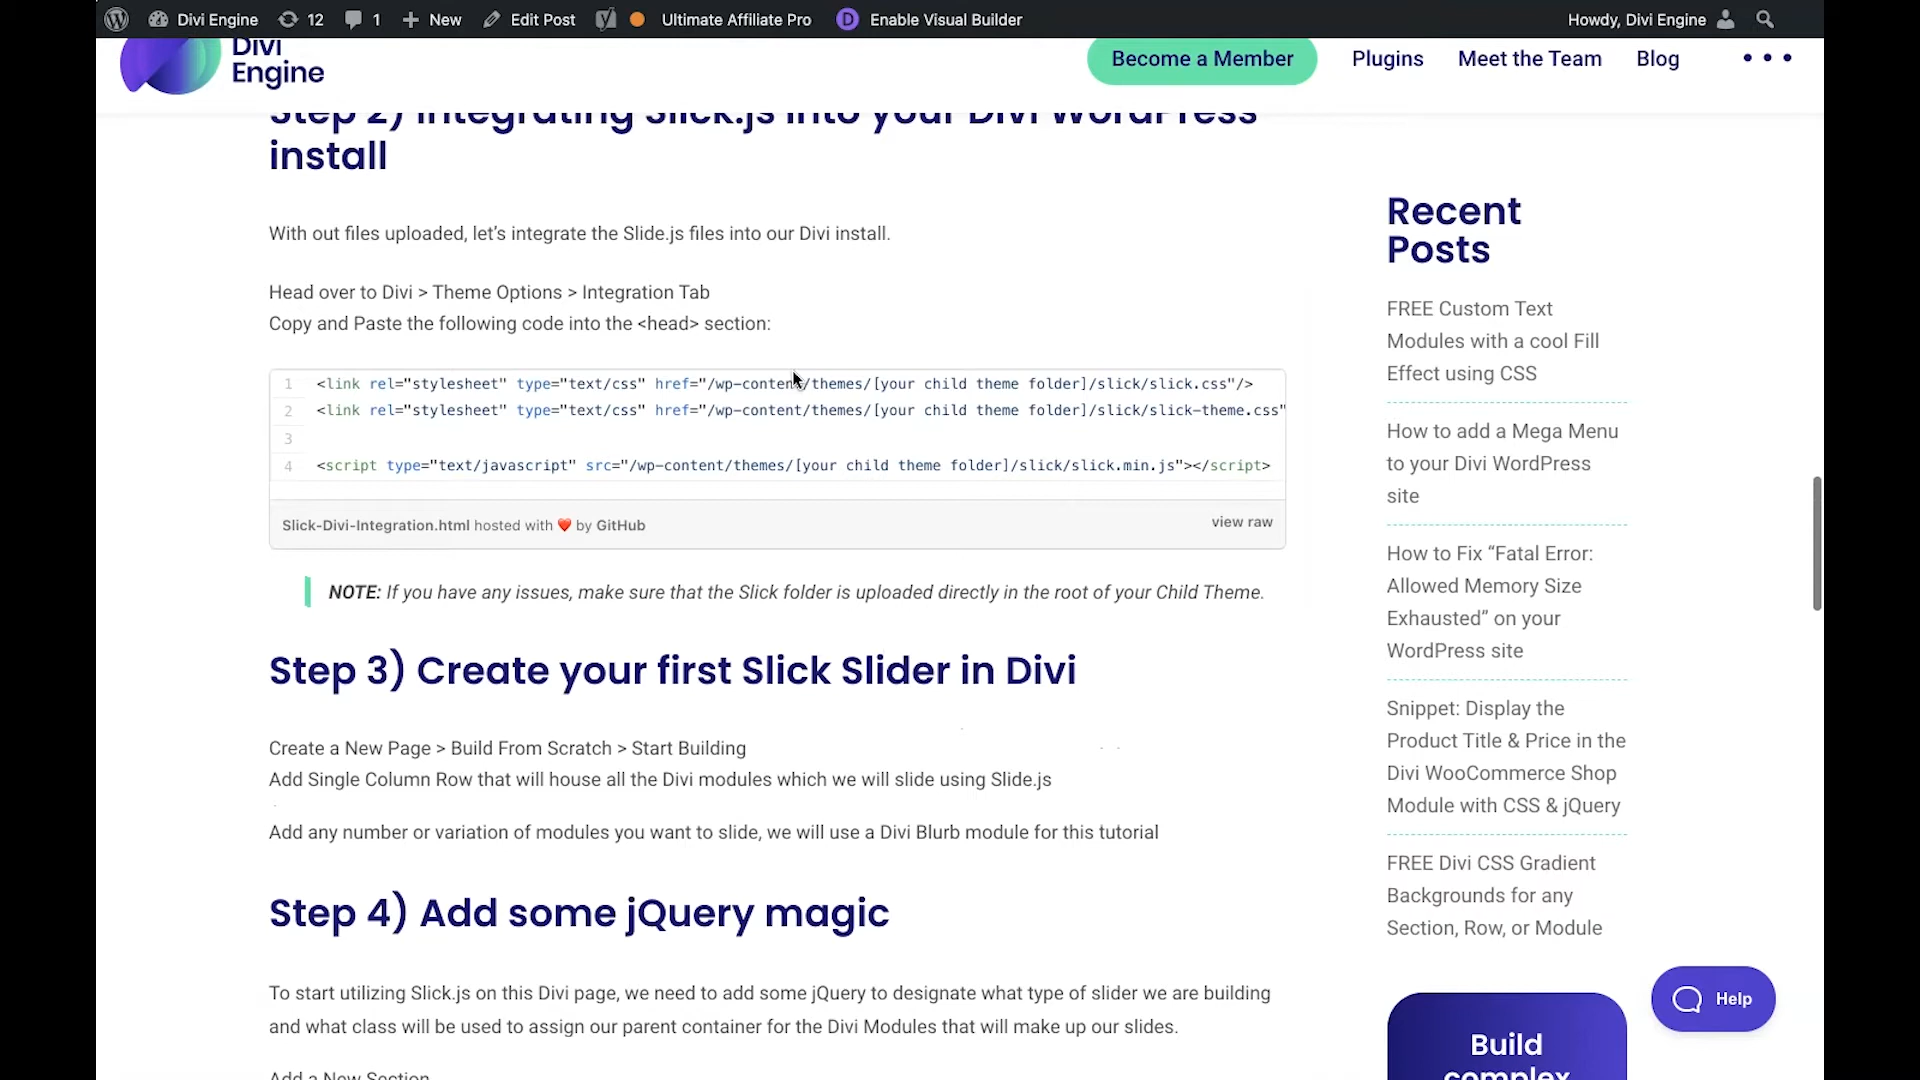 Divi Engine 12 1 New Edit Post Ultimate Affiliate Pro D Enable Visual Builder Howdy, Divi Engine
Divi
Engine
Become a Member Plugins Meet the Team Blog
Step 2) Integrating Slick.js into your Divi WordPress
install
With out files uploaded, let’s integrate the Slide.js files into our Divi install.
Head over to Divi > Theme Options > Integration Tab
Copy and Paste the following code into the <head> section:
1 <link rel="stylesheet" type="text/css" href="/wp-content/themes/[your child theme folder]/slick/slick.css"/>
2 <link rel="stylesheet" type="text/css" href="/wp-content/themes/[your child theme folder]/slick/slick-theme.css"
3
4 <script type="text/javascript" src="/wp-content/themes/[your child theme folder]/slick/slick.min.js"></script>
Slick-Divi-Integration.html hosted with ❤ by GitHub view raw
NOTE: If you have any issues, make sure that the Slick folder is uploaded directly in the root of your Child Theme.
Step 3) Create your first Slick Slider in Divi
Create a New Page > Build From Scratch > Start Building
Add Single Column Row that will house all the Divi modules which we will slide using Slide.js
Add any number or variation of modules you want to slide, we will use a Divi Blurb module for this tutorial
Step 4) Add some jQuery magic
To start utilizing Slick.js on this Divi page, we need to add some jQuery to designate what type of slider we are building
and what class will be used to assign our parent container for the Divi Modules that will make up our slides.
Add a New Section
Recent
Posts
FREE Custom Text
Modules with a cool Fill
Effect using CSS
How to add a Mega Menu
to your Divi WordPress
site
How to Fix “Fatal Error:
Allowed Memory Size
Exhausted” on your
WordPress site
Snippet: Display the
Product Title & Price in the
Divi WooCommerce Shop
Module with CSS & jQuery
FREE Divi CSS Gradient
Backgrounds for any
Section, Row, or Module
Build
complex
Help